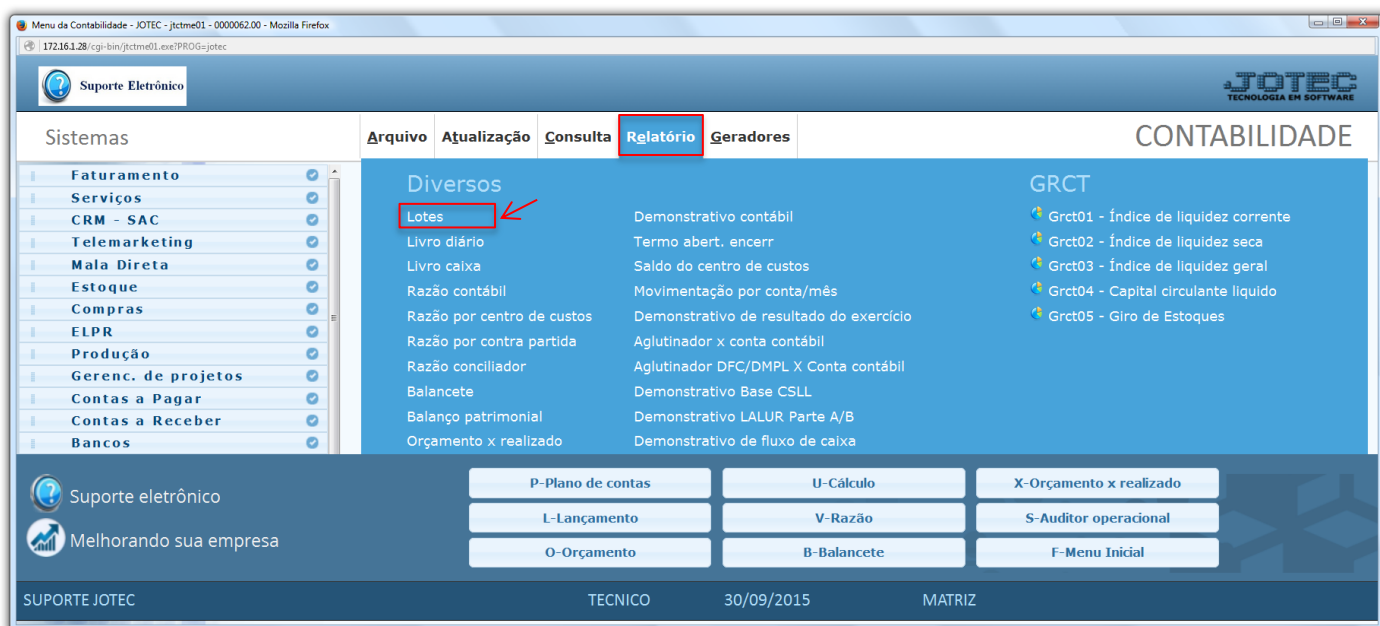 Menu da Contabilidade - JOTEC - jtctme01 - 0000062.00 - Mozilla Firefox
172.16.1.28/cgi-bin/jtctme01.exe?PROG=jotec
Suporte Eletrônico
JOTEC
TECNOLOGIA EM SOFTWARE
Sistemas
Arquivo Atualização Consulta Relatório Geradores
CONTABILIDADE
Faturamento
Serviços
CRM - SAC
Telemarketing
Mala Direta
Estoque
Compras
ELPR
Produção
Gerenc. de projetos
Contas a Pagar
Contas a Receber
Bancos
Diversos
Lotes
Livro diário
Livro caixa
Razão contábil
Razão por centro de custos
Razão por contra partida
Razão conciliador
Balancete
Balanço patrimonial
Orçamento x realizado
Demonstrativo contábil
Termo abert. encerr
Saldo do centro de custos
Movimentação por conta/mês
Demonstrativo de resultado do exercício
Aglutinador x conta contábil
Aglutinador DFC/DMPL X Conta contábil
Demonstrativo Base CSLL
Demonstrativo LALUR Parte A/B
Demonstrativo de fluxo de caixa
GRCT
Grct01 - Índice de liquidez corrente
Grct02 - Índice de liquidez seca
Grct03 - Índice de liquidez geral
Grct04 - Capital circulante liquido
Grct05 - Giro de Estoques
Suporte eletrônico
Melhorando sua empresa
P-Plano de contas U-Cálculo X-Orçamento x realizado
L-Lançamento V-Razão S-Auditor operacional
O-Orçamento B-Balancete F-Menu Inicial
SUPORTE JOTEC TECNICO 30/09/2015 MATRIZ